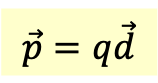 p⃗ = qd⃗